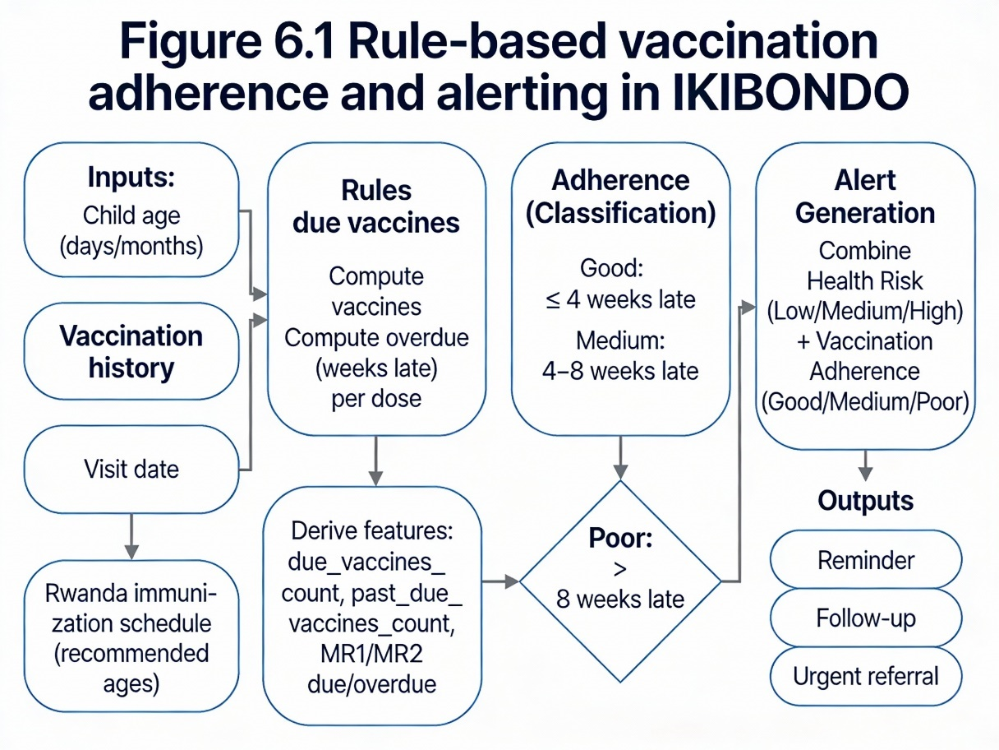 Figure 6.1 Rule-based vaccination
adherence and alerting in IKIBONDO
Inputs:
Child age
(days/months)
Vaccination
history
Visit date
Rwanda immuni-
zation schedule
(recommended
ages)
Rules
due vaccines
Compute
vaccines
Compute overdue
(weeks late)
per dose
Derive features:
due_vaccines_
count, past_due_
vaccines_count,
MR1/MR2
due/overdue
Adherence
(Classification)
Good:
≤ 4 weeks late
Medium:
4–8 weeks late
Poor:
>
8 weeks late
Alert
Generation
Combine
Health Risk
(Low/Medium/High)
+ Vaccination
Adherence
(Good/Medium/Poor)
Outputs
Reminder
Follow-up
Urgent referral